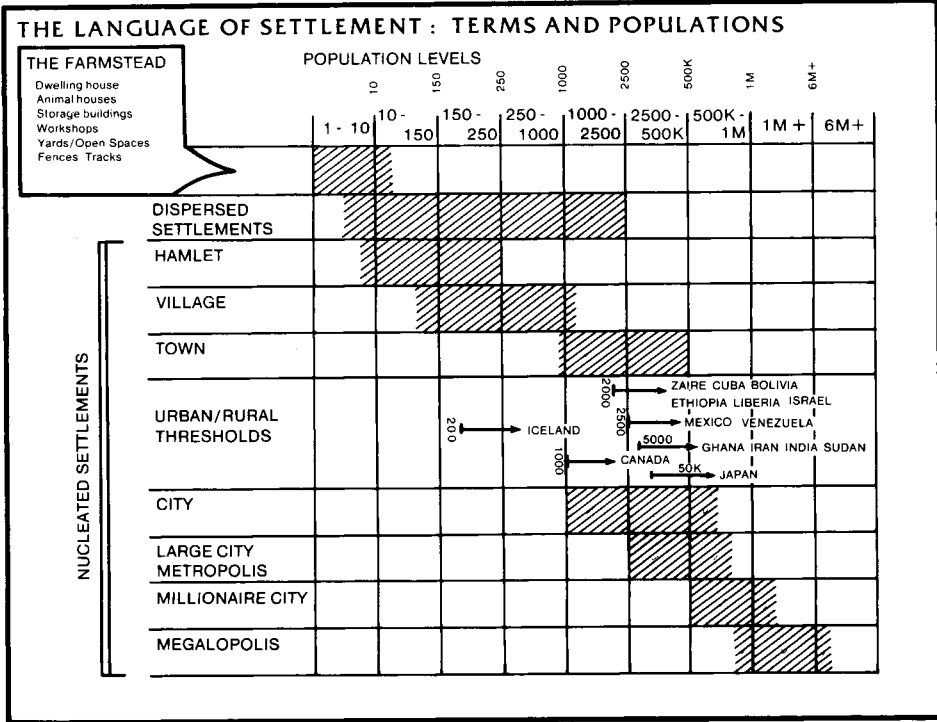 THE LANGUAGE OF SETTLEMENT : TERMS AND POPULATIONS
THE FARMSTEAD
Dwelling house
Animal houses
Storage buildings
Workshops
Yards/Open Spaces
Fences Tracks
POPULATION LEVELS
10 150 250 1000 2500 500K 1M 6M+
1 - 10 10 - 150 150 - 250 250 - 1000 1000 - 2500 2500 - 500K 500K - 1M 1M + 6M+
DISPERSED
SETTLEMENTS
NUCLEATED SETTLEMENTS
HAMLET
VILLAGE
TOWN
URBAN/RURAL
THRESHOLDS
200 ICELAND
1000 CANADA
2000 ZAIRE CUBA BOLIVIA
ETHIOPIA LIBERIA ISRAEL
2500 MEXICO VENEZUELA
5000 GHANA IRAN INDIA SUDAN
50K JAPAN
CITY
LARGE CITY
METROPOLIS
MILLIONAIRE CITY
MEGALOPOLIS